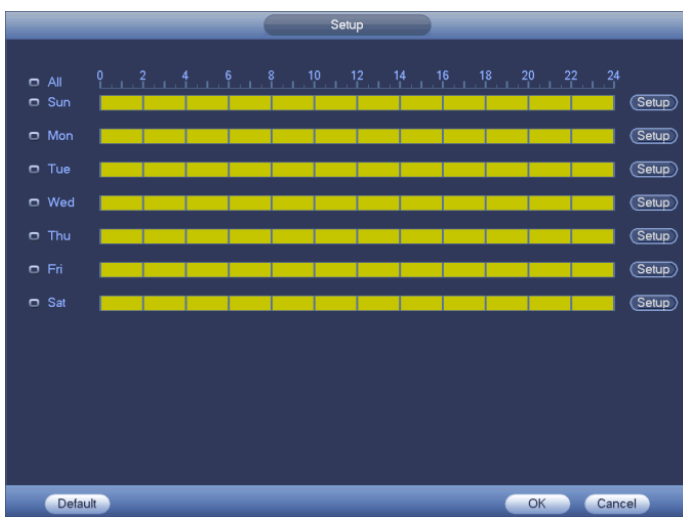 Setup
All 0 2 4 6 8 10 12 14 16 18 20 22 24
Sun Setup
Mon Setup
Tue Setup
Wed Setup
Thu Setup
Fri Setup
Sat Setup
Default OK Cancel